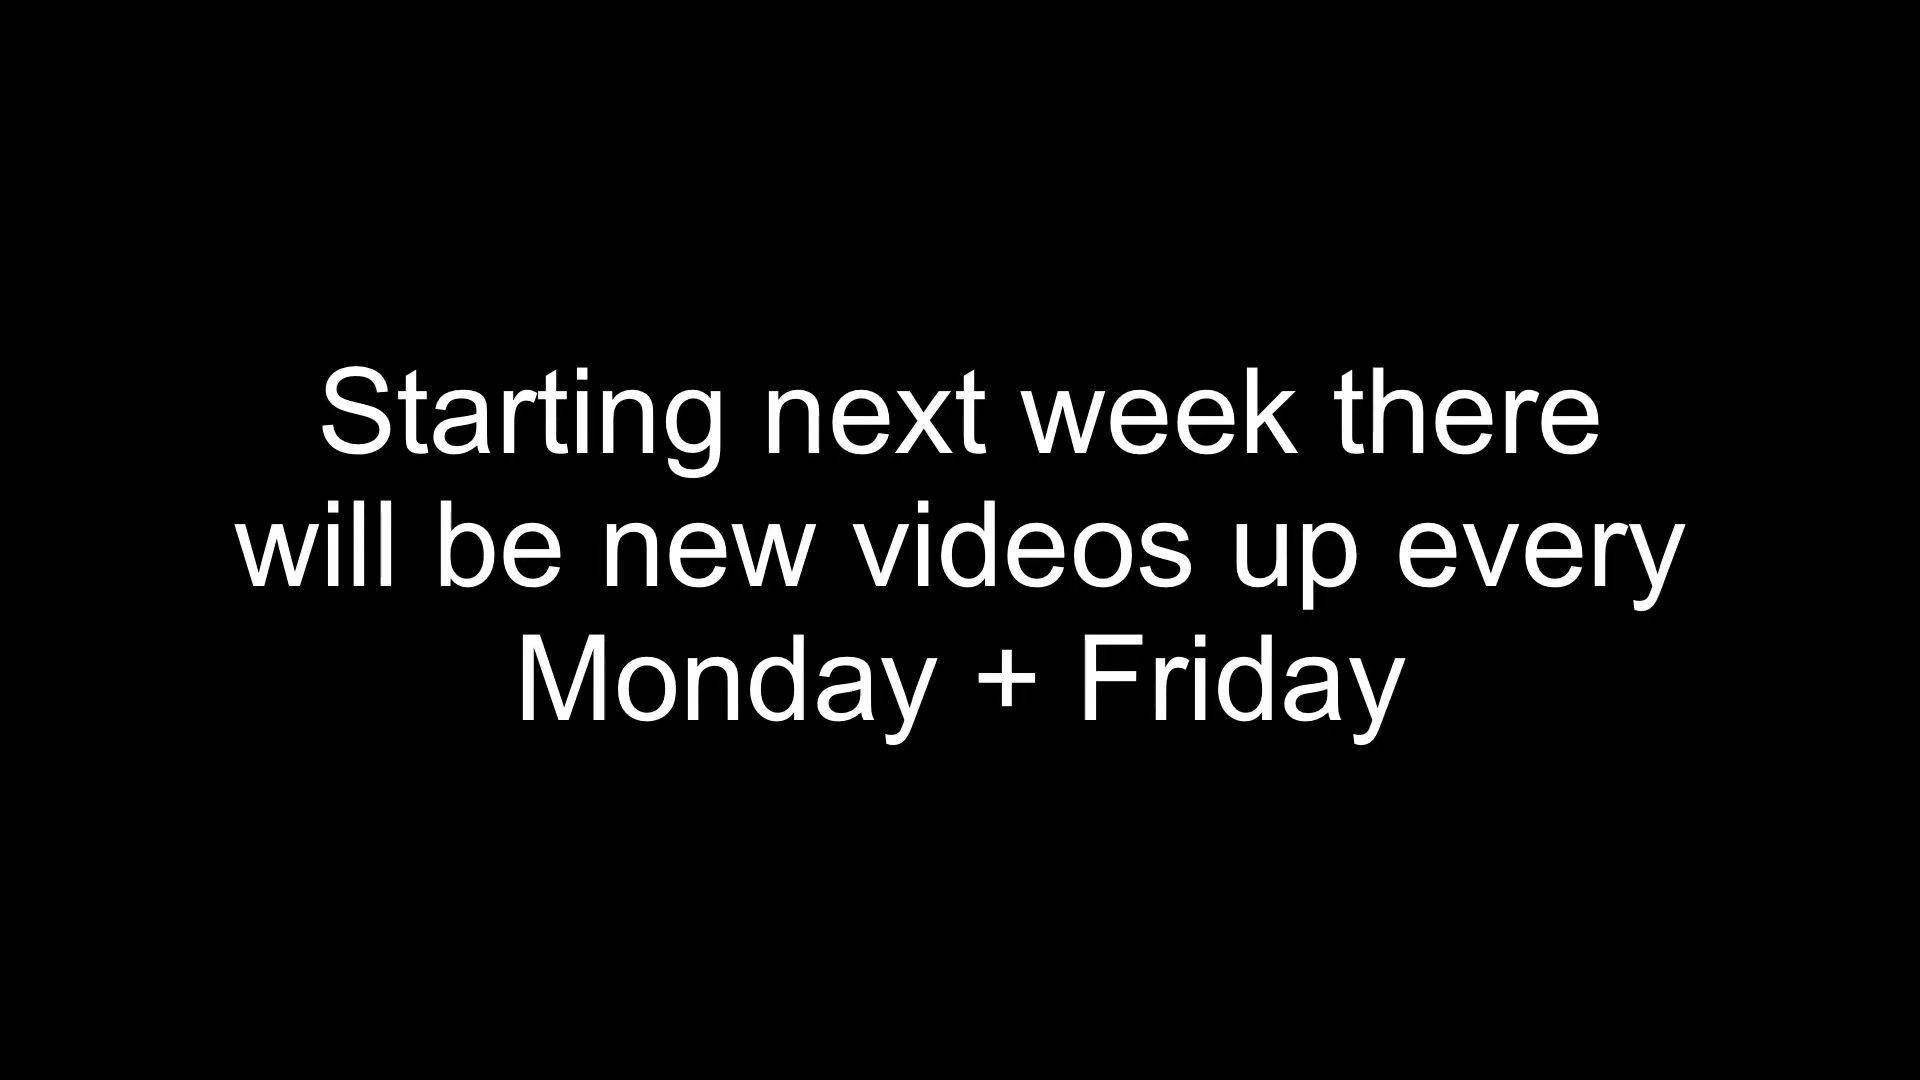 Starting next week there
will be new videos up every
Monday + Friday